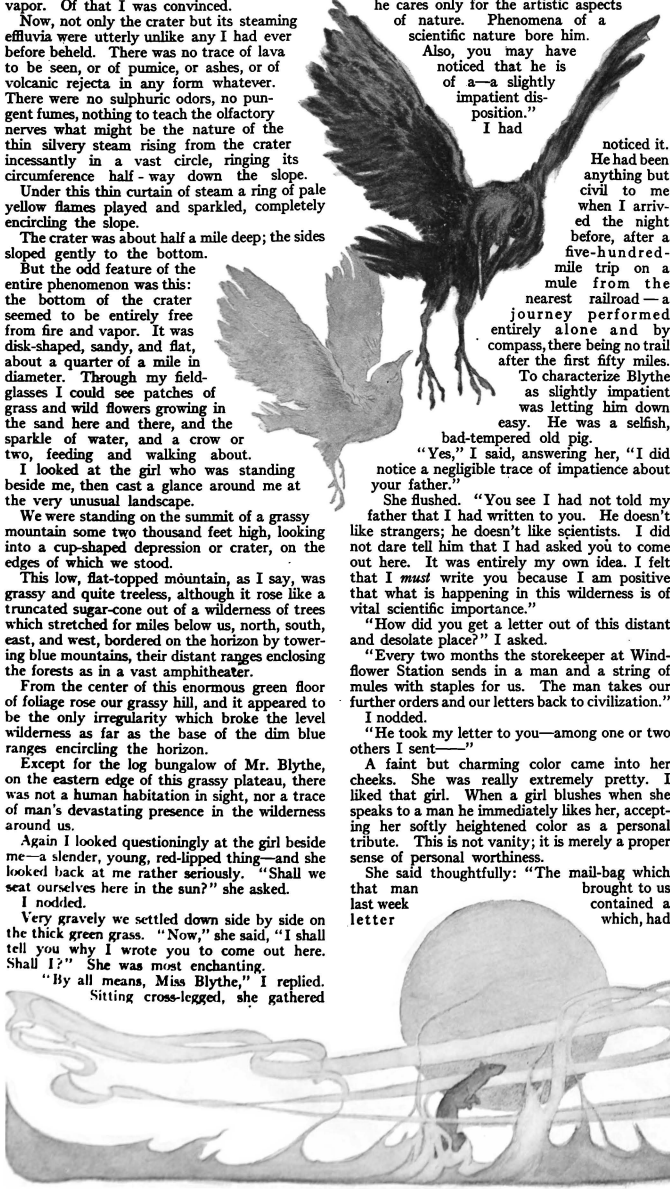 vapor. Of that I was convinced.
Now, not only the crater but its steaming
effluvia were utterly unlike any I had ever
before beheld. There was no trace of lava
to be seen, or of pumice, or ashes, or of
volcanic rejecta in any form whatever.
There were no sulphuric odors, no pun-
gent fumes, nothing to teach the olfactory
nerves what might be the nature of the
thin silvery steam rising from the crater
incessantly in a vast circle, ringing its
circumference half-way down the slope.
Under this thin curtain of steam a ring of pale
yellow flames played and sparkled, completely
encircling the slope.
The crater was about half a mile deep; the sides
sloped gently to the bottom.
But the odd feature of the
entire phenomenon was this:
the bottom of the crater
seemed to be entirely free
from fire and vapor. It was
disk-shaped, sandy, and flat,
about a quarter of a mile in
diameter. Through my field-
glasses I could see patches of
grass and wild flowers growing in
the sand here and there, and the
sparkle of water, and a crow or
two, feeding and walking about.
I looked at the girl who was standing
beside me, then cast a glance around me at
the very unusual landscape.
We were standing on the summit of a grassy
mountain some two thousand feet high, looking
into a cup-shaped depression or crater, on the
edges of which we stood.
This low, flat-topped mountain, as I say, was
grassy and quite treeless, although it rose like a
truncated sugar-cone out of a wilderness of trees
which stretched for miles below us, north, south,
east, and west, bordered on the horizon by tower-
ing blue mountains, their distant ranges enclosing
the forests as in a vast amphitheater.
From the center of this enormous green floor
of foliage rose our grassy hill, and it appeared to
be the only irregularity which broke the level
wilderness as far as the base of the dim blue
ranges encircling the horizon.
Except for the log bungalow of Mr. Blythe,
on the eastern edge of this grassy plateau, there
was not a human habitation in sight, nor a trace
of man's devastating presence in the wilderness
around us.
Again I looked questioningly at the girl beside
me—a slender, young, red-lipped thing—and she
looked back at me rather seriously. "Shall we
seat ourselves here in the sun?" she asked.
I nodded.
Very gravely we settled down side by side on
the thick green grass. "Now," she said, "I shall
tell you why I wrote you to come out here.
Shall I?" She was most enchanting.
"By all means, Miss Blythe," I replied.
Sitting cross-legged, she gathered
he cares only for the artistic aspects
of nature. Phenomena of a
scientific nature bore him.
Also, you may have
noticed that he is
of a—a slightly
impatient dis-
position."
I had
noticed it.
He had been
anything but
civil to me
when I arriv-
ed the night
before, after a
five-hundred-
mile trip on a
mule from the
nearest railroad—a
journey performed
entirely alone and by
compass, there being no trail
after the first fifty miles.
To characterize Blythe
as slightly impatient
was letting him down
easy. He was a selfish,
bad-tempered old pig.
"Yes," I said, answering her, "I did
notice a negligible trace of impatience about
your father."
She flushed. "You see I had not told my
father that I had written to you. He doesn't
like strangers; he doesn't like scientists. I did
not dare tell him that I had asked you to come
out here. It was entirely my own idea. I felt
that I must write you because I am positive
that what is happening in this wilderness is of
vital scientific importance."
"How did you get a letter out of this distant
and desolate place?" I asked.
"Every two months the storekeeper at Wind-
flower Station sends in a man and a string of
mules with staples for us. The man takes our
further orders and our letters back to civilization."
I nodded.
"He took my letter to you—among one or two
others I sent——"
A faint but charming color came into her
cheeks. She was really extremely pretty. I
liked that girl. When a girl blushes when she
speaks to a man he immediately likes her, accept-
ing her softly heightened color as a personal
tribute. This is not vanity; it is merely a proper
sense of personal worthiness.
She said thoughtfully: "The mail-bag which
that man brought to us
last week contained a
letter which, had